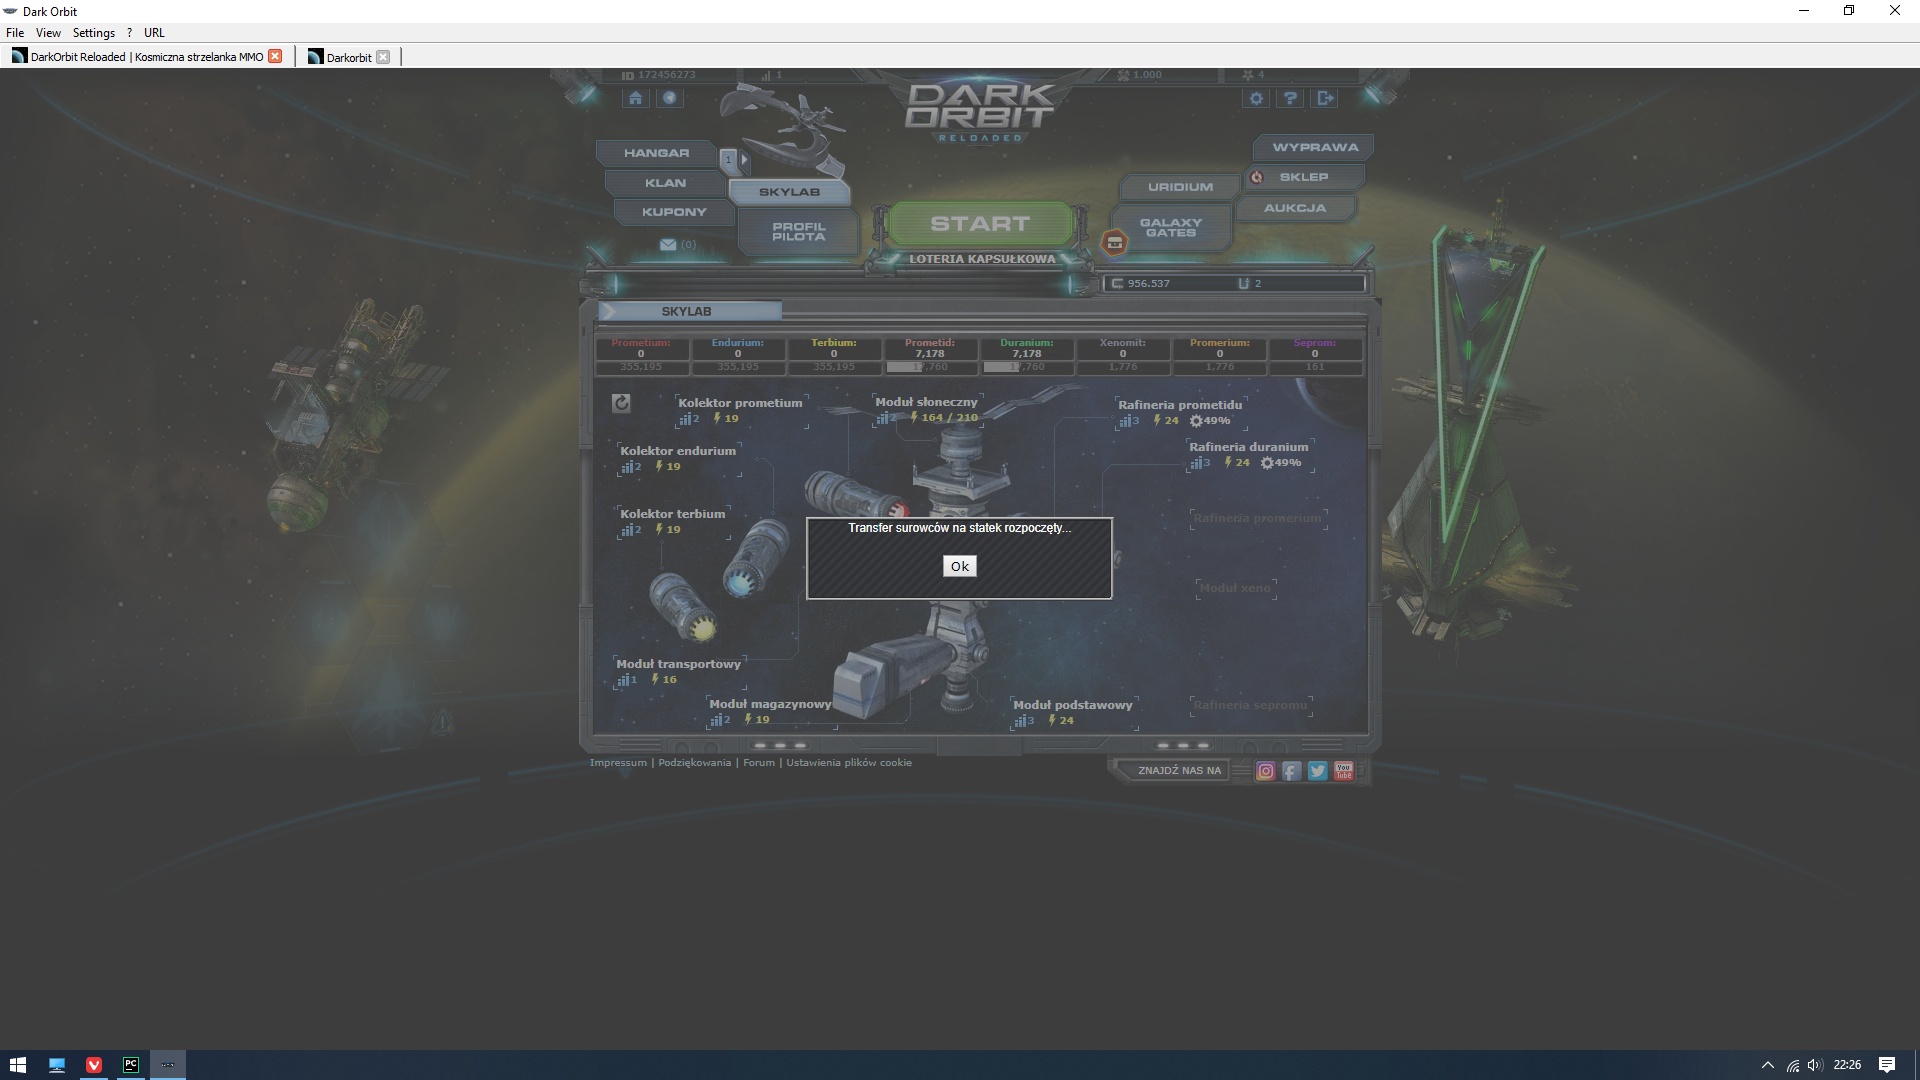 Dark Orbit
File View Settings ? URL
DarkOrbit Reloaded | Kosmiczna strzelanka MMO
Darkorbit
ID 172456273
1
1.000
4
DARK ORBIT
RELOADED
?
HANGAR
1
KLAN
SKYLAB
KUPONY
PROFIL PILOTA
(0)
START
LOTERIA KAPSUŁKOWA
WYPRAWA
URIDIUM
SKLEP
AUKCJA
GALAXY GATES
C 956.537
U 2
SKYLAB
Prometium: Endurium: Terbium: Prometid: Duranium: Xenomit: Promerium: Seprom:
0 0 0 7,178 7,178 0 0 0
355,195 355,195 355,195 17,760 17,760 1,776 1,776 161
Kolektor prometium
2 19
Moduł słoneczny
2 164 / 210
Rafineria prometidu
3 24 49%
Kolektor endurium
2 19
Rafineria duranium
3 24 49%
Kolektor terbium
2 19
Rafineria promerium
Transfer surowców na statek rozpoczęty...
Ok
Moduł xeno
Moduł transportowy
1 16
Moduł magazynowy
2 19
Moduł podstawowy
3 24
Rafineria sepromu
Impressum | Podziękowania | Forum | Ustawienia plików cookie
ZNAJDŹ NAS NA
You Tube
PC
22:26